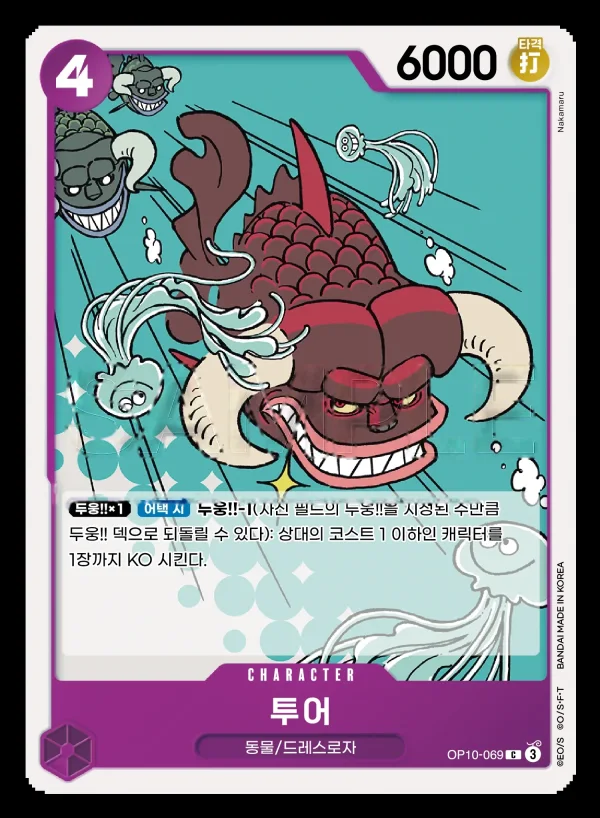 4
6000
타격
打
Nakamaru
SAMPLE
두웅!!×1 어택 시 두웅!!-1(자신 필드의 두웅!!을 지정된 수만큼
두웅!! 덱으로 되돌릴 수 있다): 상대의 코스트 1 이하인 캐릭터를
1장까지 KO 시킨다.
CHARACTER
투어
동물/드레스로자
OP10-069 C 3
©EO/S ©O/S·F·T BANDAI MADE IN KOREA